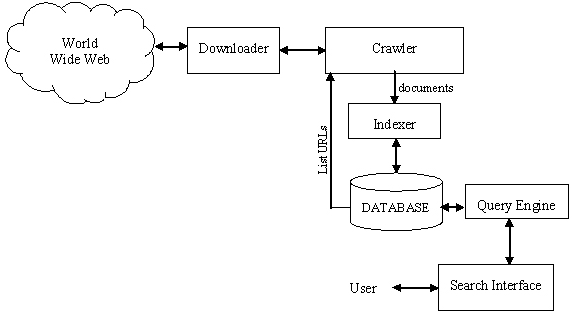 World
Wide Web
Downloader
Crawler
documents
Indexer
List URLs
DATABASE
Query Engine
User
Search Interface